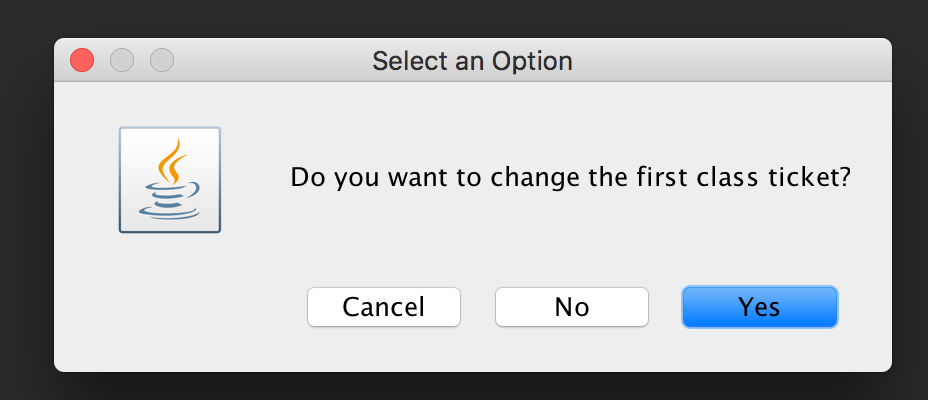 Select an Option
Do you want to change the first class ticket?
Cancel
No
Yes